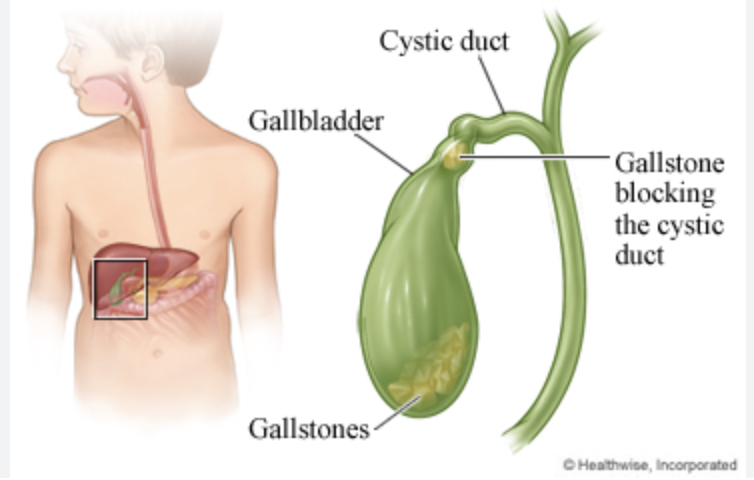 Cystic duct
Gallbladder
Gallstone
blocking
the cystic
duct
Gallstones
© Healthwise, Incorporated